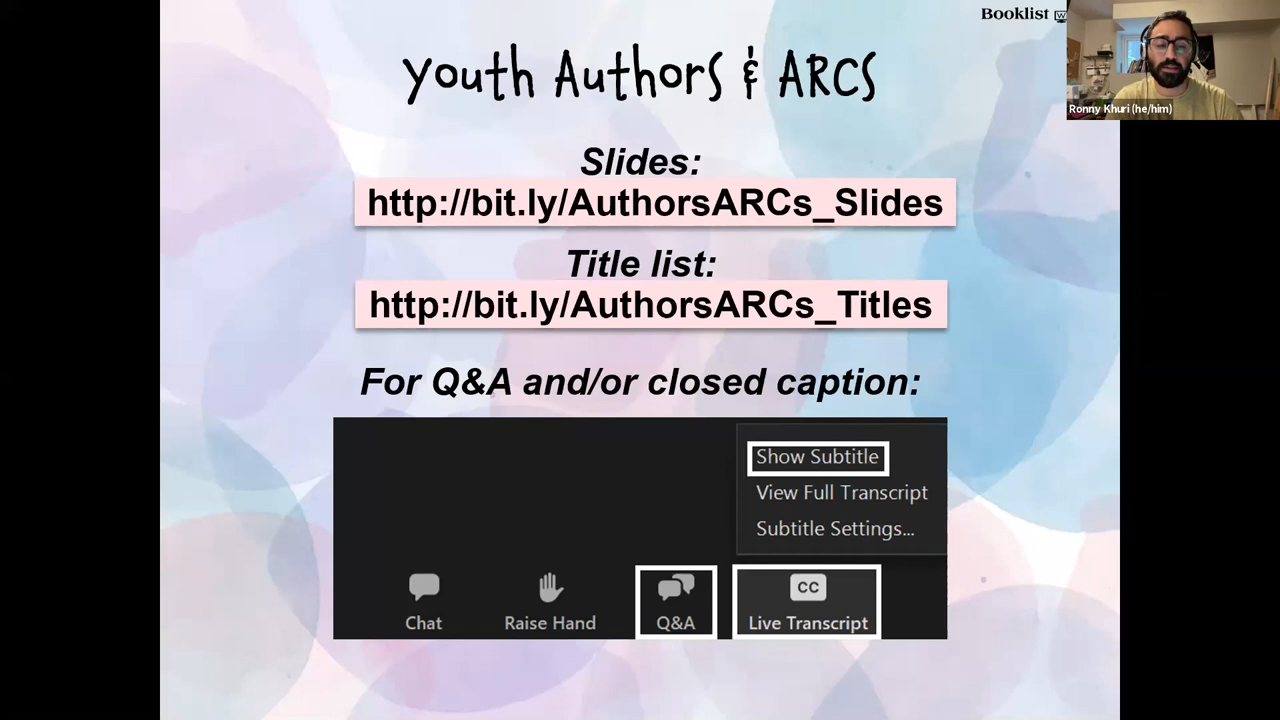 Booklist W
Ronny Khuri (he/him)
Youth Authors & ARCS
Slides:
http://bit.ly/AuthorsARCs_Slides
Title list:
http://bit.ly/AuthorsARCs_Titles
For Q&A and/or closed caption:
Show Subtitle
View Full Transcript
Subtitle Settings...
CC
Chat Raise Hand Q&A Live Transcript